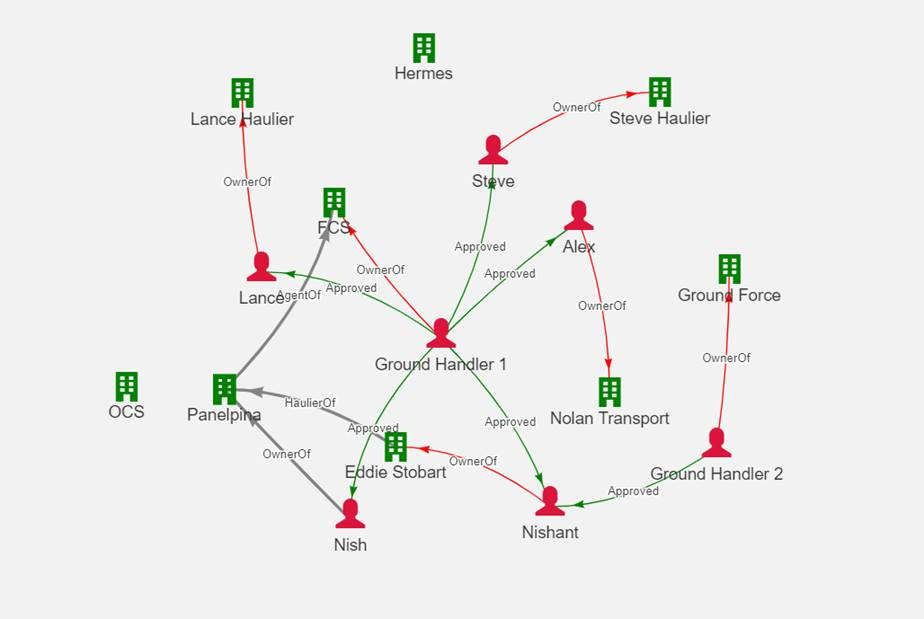 Hermes
Lance Haulier
OwnerOf
Steve Haulier
OwnerOf
Steve
FCS
Alex
Approved
OwnerOf
Approved
Lance
AgentOf
Approved
Ground Force
OwnerOf
Ground Handler 1
OwnerOf
OCS
Panelpina
HaulierOf
Nolan Transport
Approved
Approved
OwnerOf
Eddie Stobart
OwnerOf
Ground Handler 2
Approved
Nish
Nishant